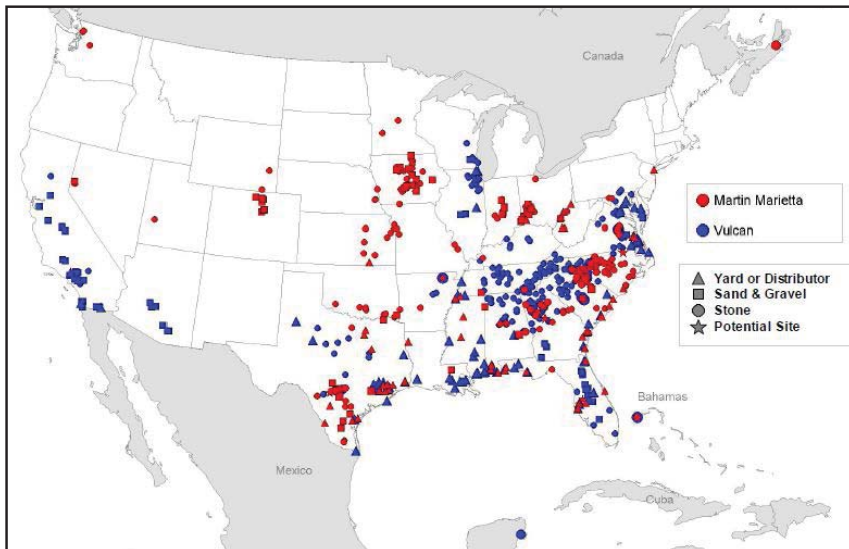 Canada
Martin Marietta
Vulcan
Yard or Distributor
Sand & Gravel
Stone
Potential Site
Bahamas
Mexico
Cuba